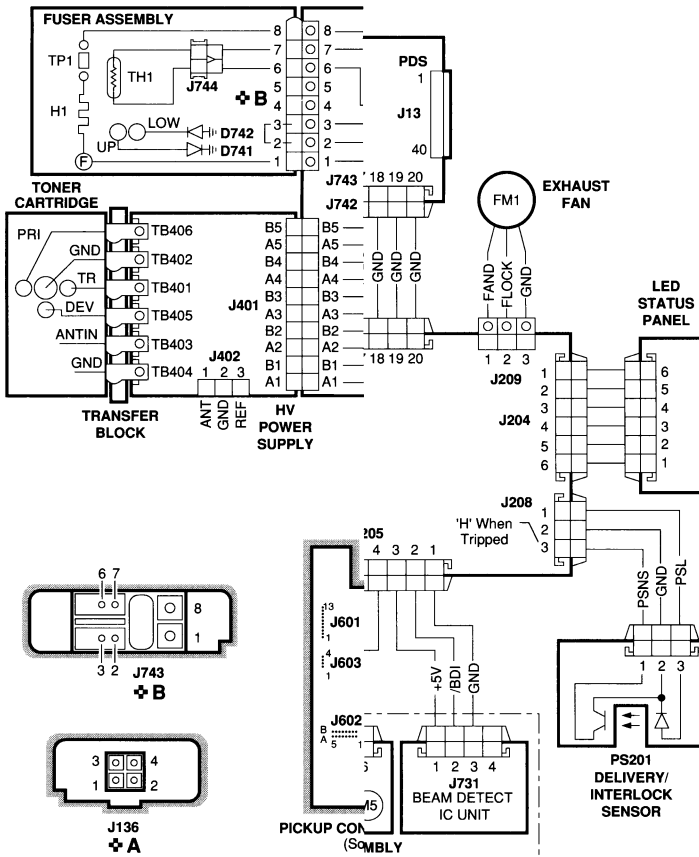 FUSER ASSEMBLY
TP1
TH1
H1
J744
B
LOW
UP
D742
D741
F
8
7
6
5
4
3
2
1
8
7
6
5
4
3
2
1
PDS
1
J13
40
J743
18 19 20
J742
GND
GND
GND
18 19 20
FM1
EXHAUST
FAN
FAND
FLOCK
GND
1 2 3
J209
TONER
CARTRIDGE
PRI
GND
TR
DEV
ANTIN
GND
TB406
TB402
TB401
TB405
TB403
TB404
TRANSFER
BLOCK
J402
1 2 3
ANT
GND
REF
J401
B5
A5
B4
A4
B3
A3
B2
A2
B1
A1
B5
A5
B4
A4
B3
A3
B2
A2
B1
A1
HV
POWER
SUPPLY
LED
STATUS
PANEL
J204
1
2
3
4
5
6
6
5
4
3
2
1
J208
1
2
3
'H' When
Tripped
PSNS
GND
PSL
1 2 3
PS201
DELIVERY/
INTERLOCK
SENSOR
205
4 3 2 1
13
J601
1
4
J603
1
J602
B
A
5 1
+5V
/BDI
GND
1 2 3 4
J731
BEAM DETECT
IC UNIT
6
M5
PICKUP CON
(So
MBLY
6 7
8
1
3 2
J743
B
3 4
1 2
J136
A